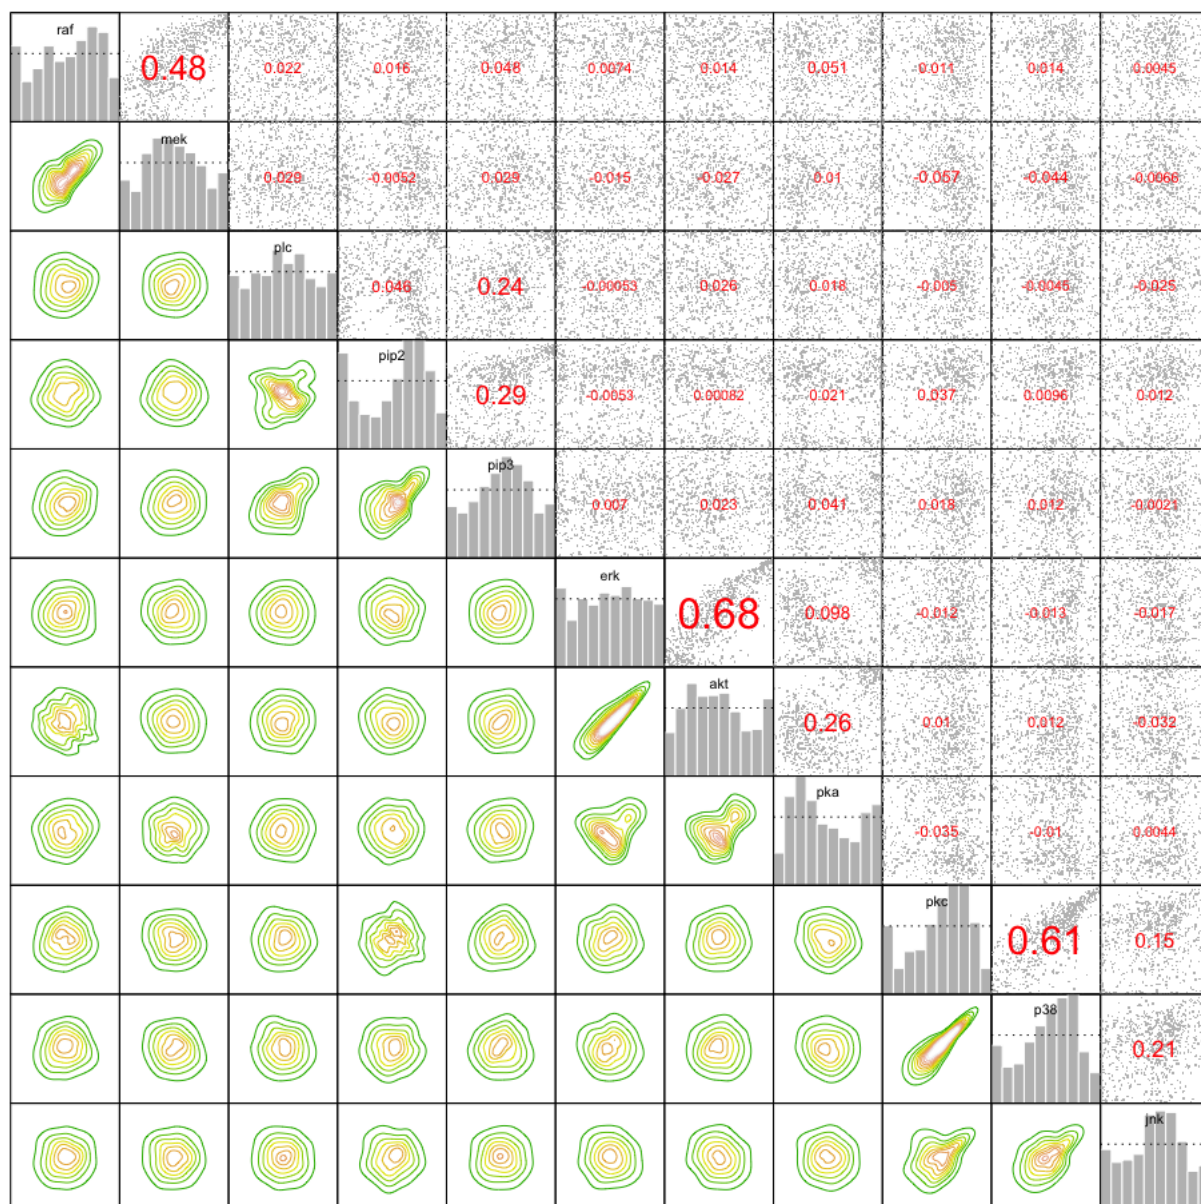 raf 0.48 0.022 0.016 0.048 0.0074 0.014 0.051 0.011 0.014 0.0045
mek 0.029 -0.0052 0.029 -0.015 -0.027 0.01 -0.057 -0.044 -0.0066
plc 0.046 0.24 -0.00053 0.026 0.018 -0.005 -0.0045 -0.025
pip2 0.29 -0.0053 0.00082 0.021 0.037 0.0096 0.012
pip3 0.007 0.023 0.041 0.018 0.012 -0.0021
erk 0.68 0.098 -0.012 -0.013 -0.017
akt 0.26 0.01 0.012 -0.032
pka -0.035 -0.01 0.0044
pkc 0.61 0.15
p38 0.21
jnk